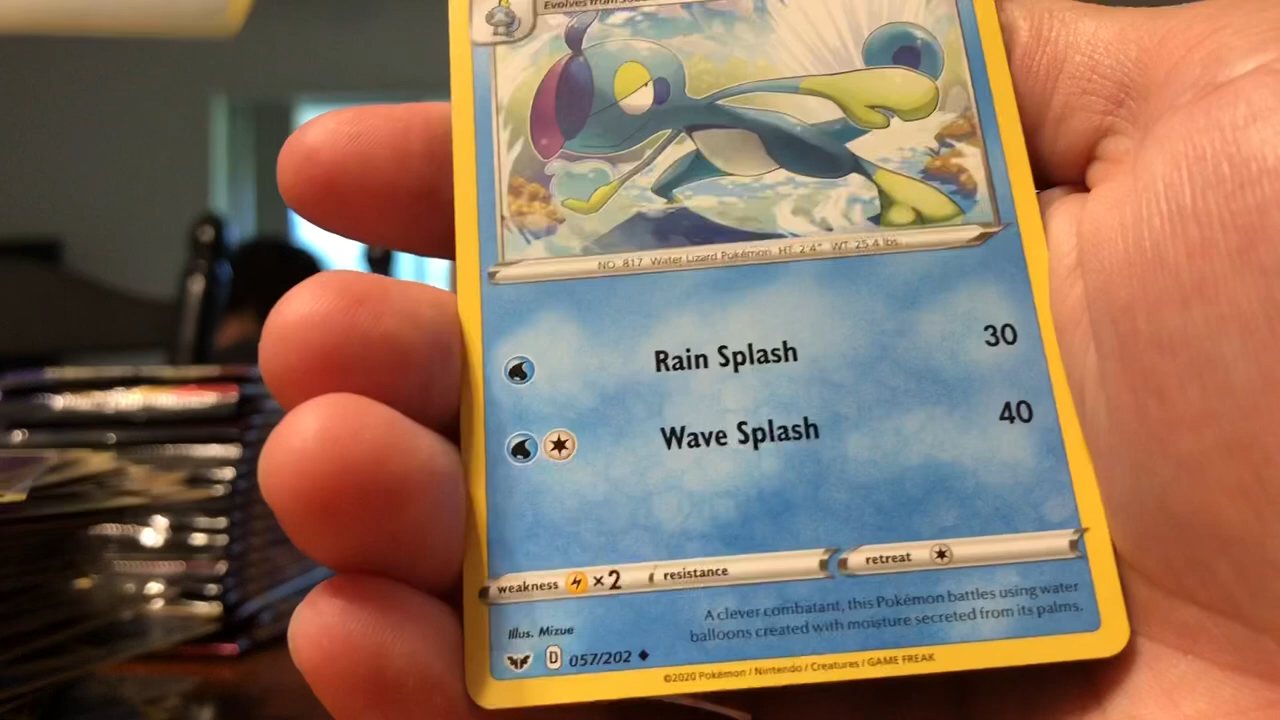 Evolves from
NO. 817 Water Lizard Pokémon HT: 2'4" WT: 25.4 lbs
Rain Splash 30
Wave Splash 40
weakness ×2 resistance retreat
A clever combatant, this Pokémon battles using water
balloons created with moisture secreted from its palms.
Illus. Mizue
D 057/202
©2020 Pokémon / Nintendo / Creatures / GAME FREAK